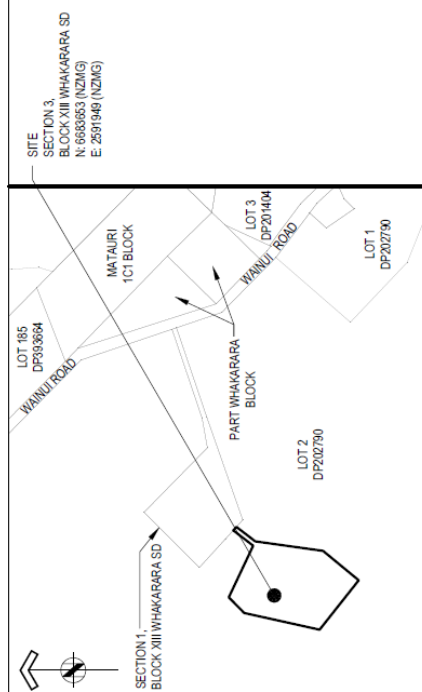 SITE
SECTION 3,
BLOCK XIII WHAKARARA SD
N: 6683653 (NZMG)
E: 2591949 (NZMG)
LOT 185
DP393664
WAINUI ROAD
MATAURI
1C1 BLOCK
LOT 3
DP201404
WAINUI ROAD
LOT 1
DP202790
PART WHAKARARA
BLOCK
LOT 2
DP202790
SECTION 1,
BLOCK XIII WHAKARARA SD